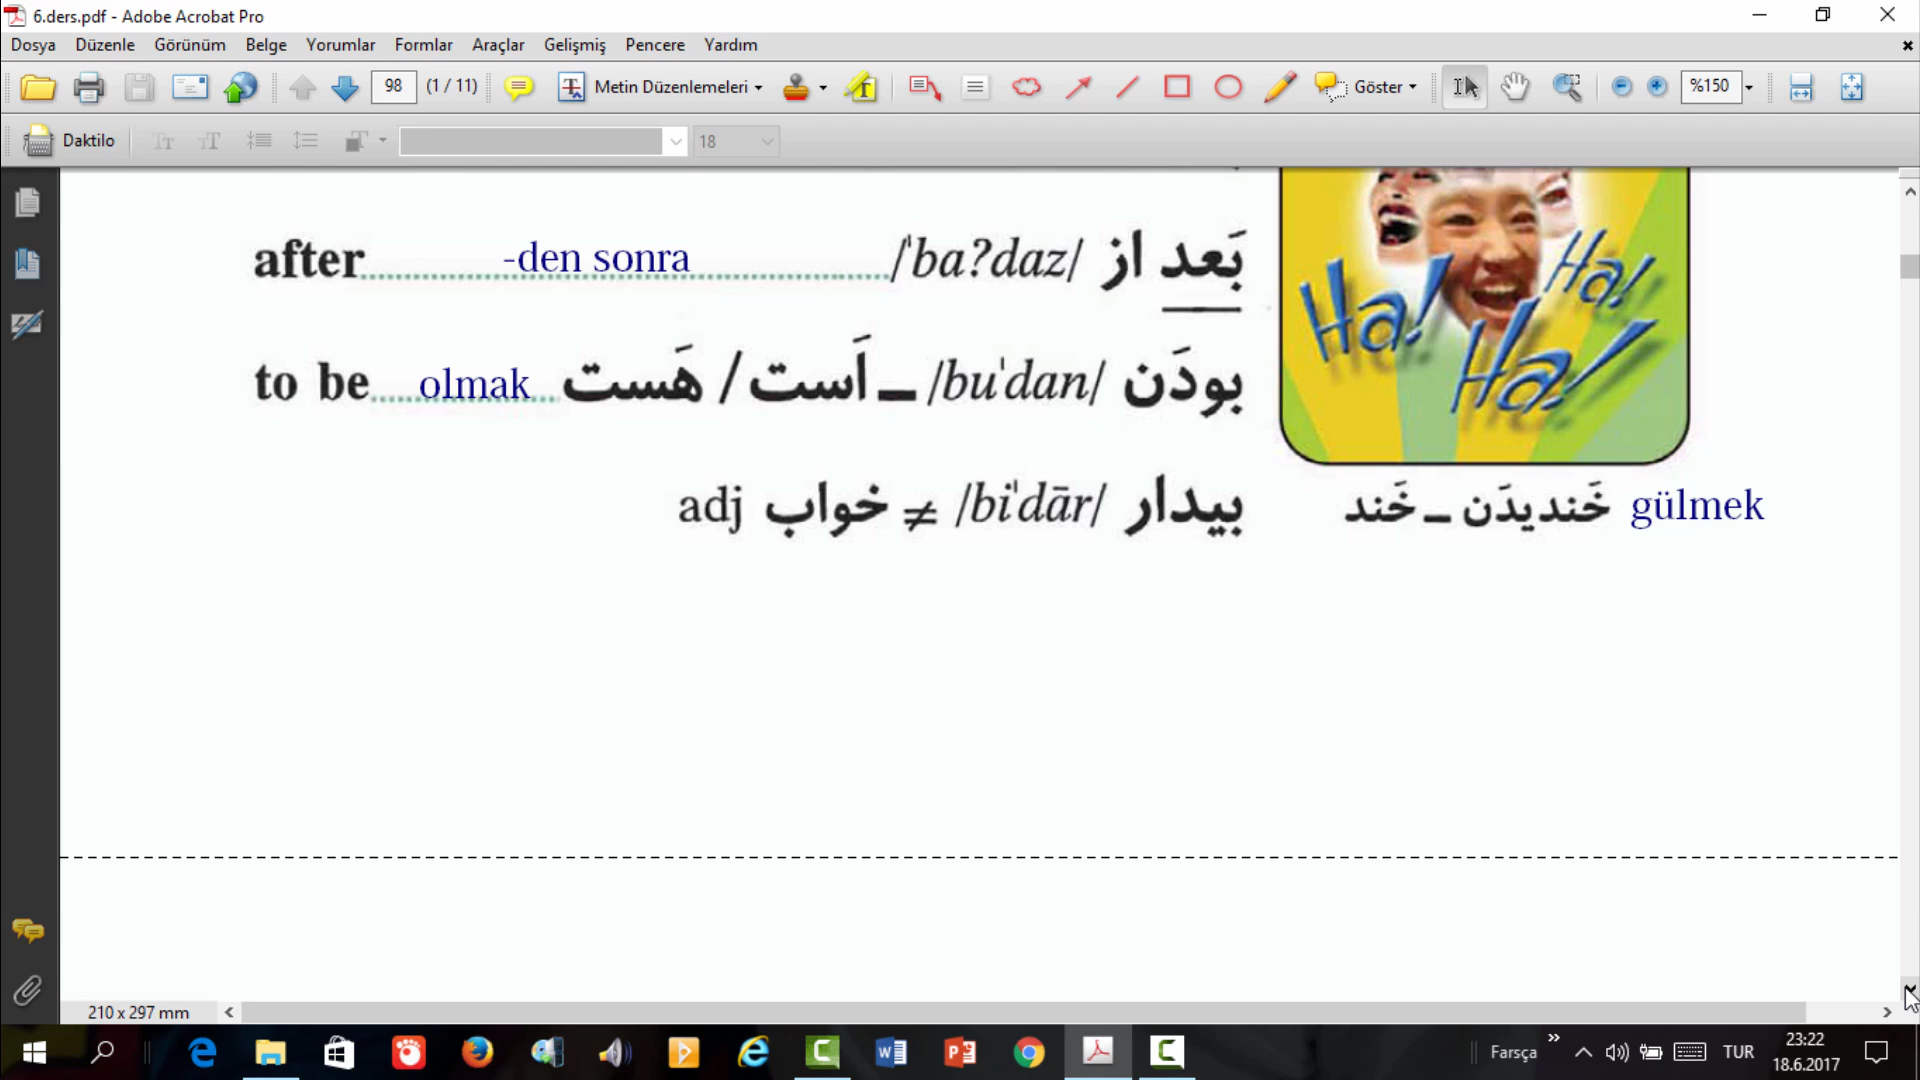 6.ders.pdf - Adobe Acrobat Pro
Dosya Düzenle Görünüm Belge Yorumlar Formlar Araçlar Gelişmiş Pencere Yardım
98 (1 / 11) Metin Düzenlemeleri Göster %150
Daktilo 18
after -den sonra /ˈba?daz/ بَعد از
to be olmak بودَن /buˈdan/ ـ اَست / هَست
بیدار /biˈdār/ ≠ خواب adj
Ha! Ha! Ha!
خَندیدَن ـ خَند gülmek
210 x 297 mm
Farsça TUR 23:22
18.6.2017